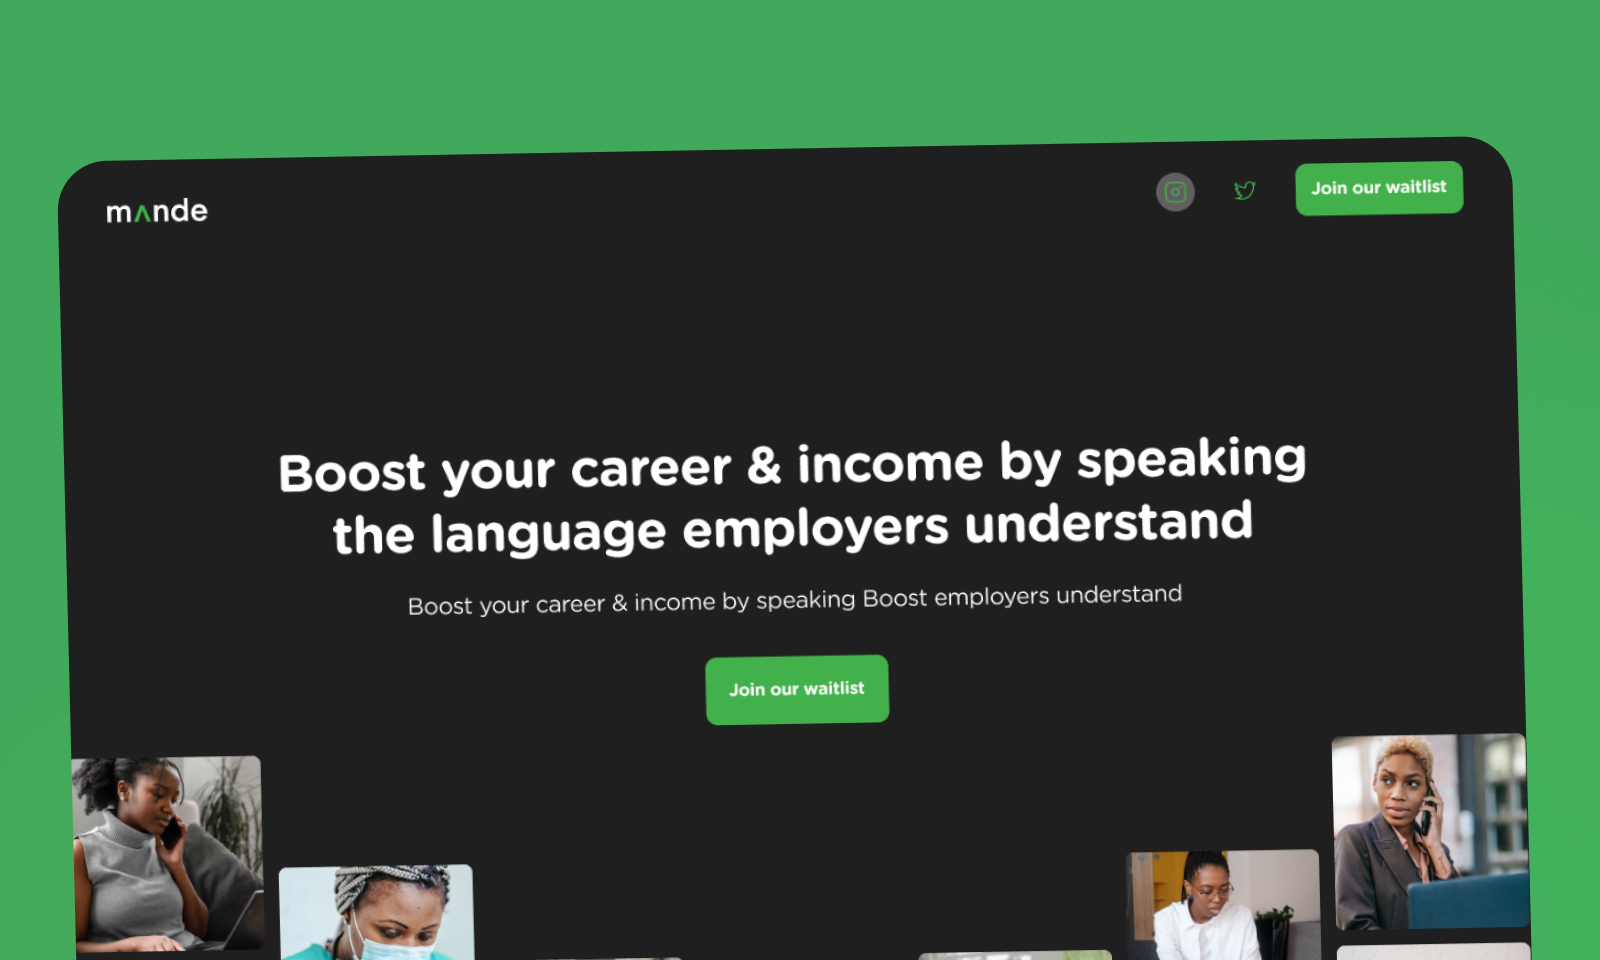 mʌnde
Join our waitlist
Boost your career & income by speaking
the language employers understand
Boost your career & income by speaking Boost employers understand
Join our waitlist